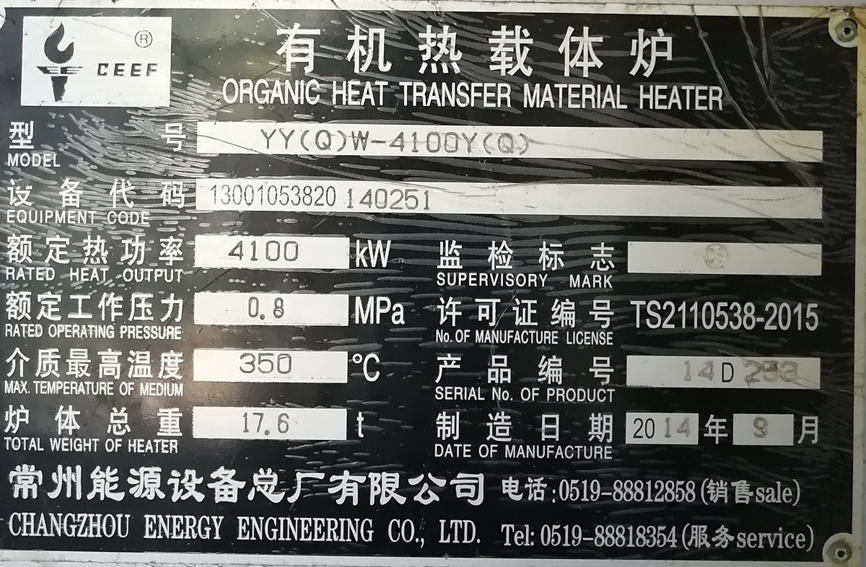 CEEF ®
有机热载体炉
ORGANIC HEAT TRANSFER MATERIAL HEATER
型号 YY(Q)W-4100Y(Q)
MODEL
设备代码 13001053820 140251
EQUIPMENT CODE
额定热功率 4100 kW 监检标志
RATED HEAT OUTPUT SUPERVISORY MARK
额定工作压力 0.8 MPa 许可证编号 TS2110538-2015
RATED OPERATING PRESSURE No. OF MANUFACTURE LICENSE
介质最高温度 350 °C 产品编号 14D
MAX. TEMPERATURE OF MEDIUM SERIAL No. OF PRODUCT
炉体总重 17.6 t 制造日期 2014年9月
TOTAL WEIGHT OF HEATER DATE OF MANUFACTURE
常州能源设备总厂有限公司 电话:0519-88812858(销售sale)
CHANGZHOU ENERGY ENGINEERING CO., LTD. Tel: 0519-88818354(服务service)